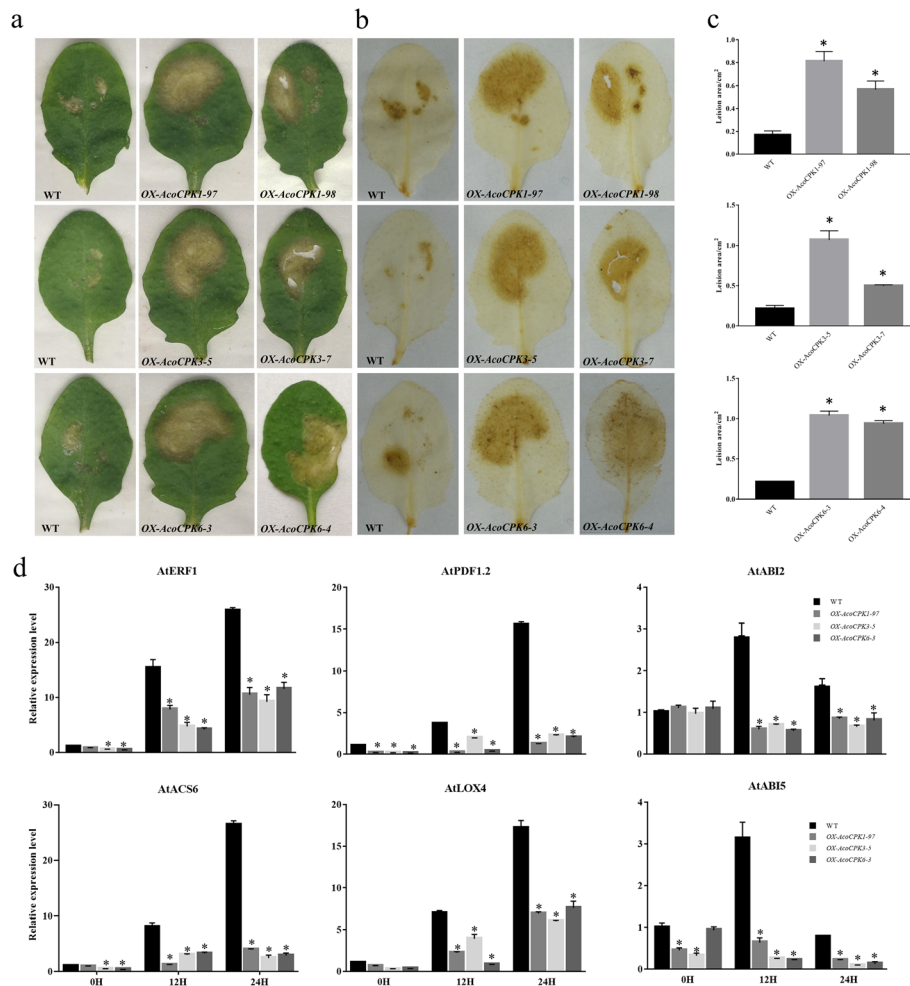 a
b
c
WT
OX-AcoCPK1-97
OX-AcoCPK1-98
WT
OX-AcoCPK1-97
OX-AcoCPK1-98
WT
OX-AcoCPK3-5
OX-AcoCPK3-7
WT
OX-AcoCPK3-5
OX-AcoCPK3-7
WT
OX-AcoCPK6-3
OX-AcoCPK6-4
WT
OX-AcoCPK6-3
OX-AcoCPK6-4
Leision area/cm²
1.0
0.8
0.6
0.4
0.2
0.0
*
*
WT
OX-AcoCPK1-97
OX-AcoCPK1-98
Leision area/cm²
1.5
1.0
0.5
0.0
*
*
WT
OX-AcoCPK3-5
OX-AcoCPK3-7
Leision area/cm²
1.5
1.0
0.5
0.0
*
*
WT
OX-AcoCPK6-3
OX-AcoCPK6-4
d
AtERF1
Relative expression level
30
20
10
0
* *
* * *
* * *
AtPDF1.2
20
15
10
5
0
* * *
* * *
* * *
AtABI2
4
3
2
1
0
* * *
* * *
WT
OX-AcoCPK1-97
OX-AcoCPK3-5
OX-AcoCPK6-3
AtACS6
Relative expression level
30
20
10
0
* *
* * *
* * *
0H 12H 24H
AtLOX4
20
15
10
5
0
* * *
* * *
0H 12H 24H
AtABI5
4
3
2
1
0
* *
* * *
* * *
WT
OX-AcoCPK1-97
OX-AcoCPK3-5
OX-AcoCPK6-3
0H 12H 24H